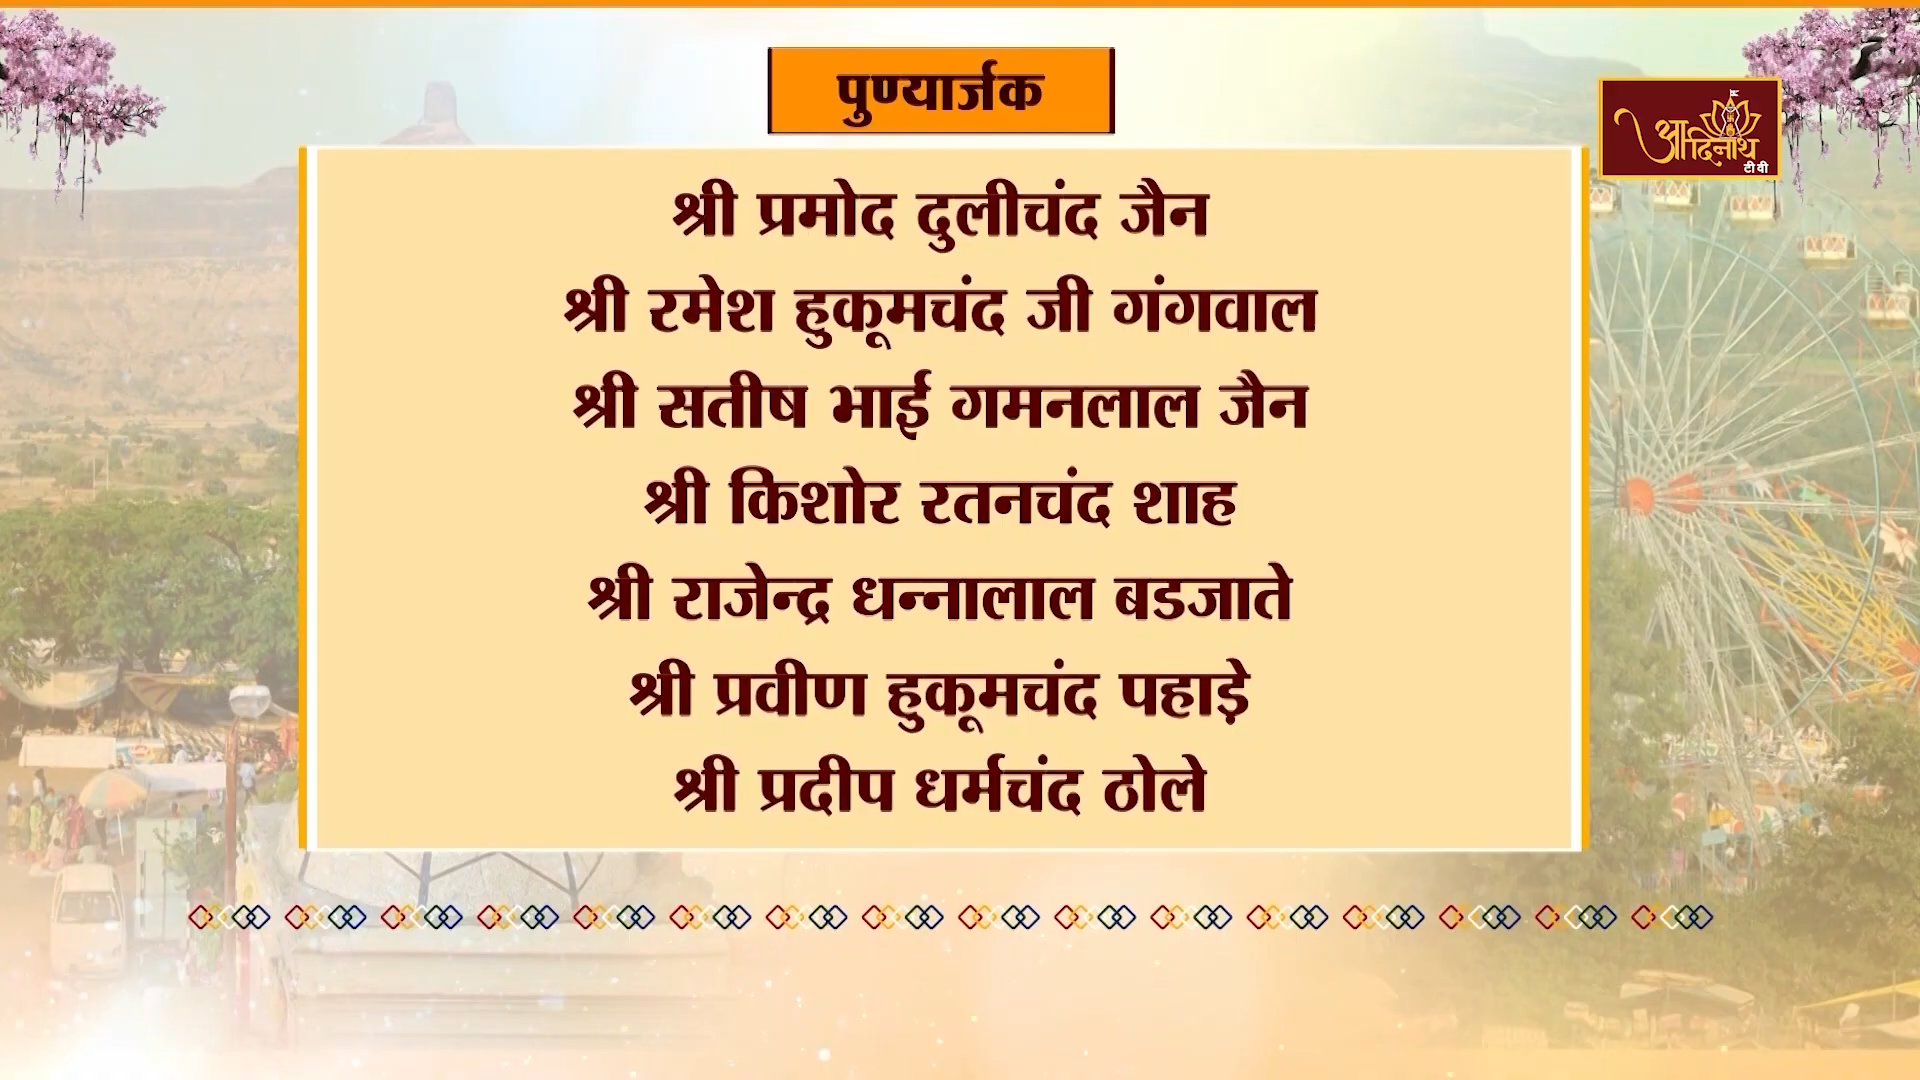 पुण्यार्जक
आदिनाथ
टीवी
श्री प्रमोद दुलीचंद जैन
श्री रमेश हुकूमचंद जी गंगवाल
श्री सतीष भाई गमनलाल जैन
श्री किशोर रतनचंद शाह
श्री राजेन्द्र धन्नालाल बडजाते
श्री प्रवीण हुकूमचंद पहाड़े
श्री प्रदीप धर्मचंद ठोले